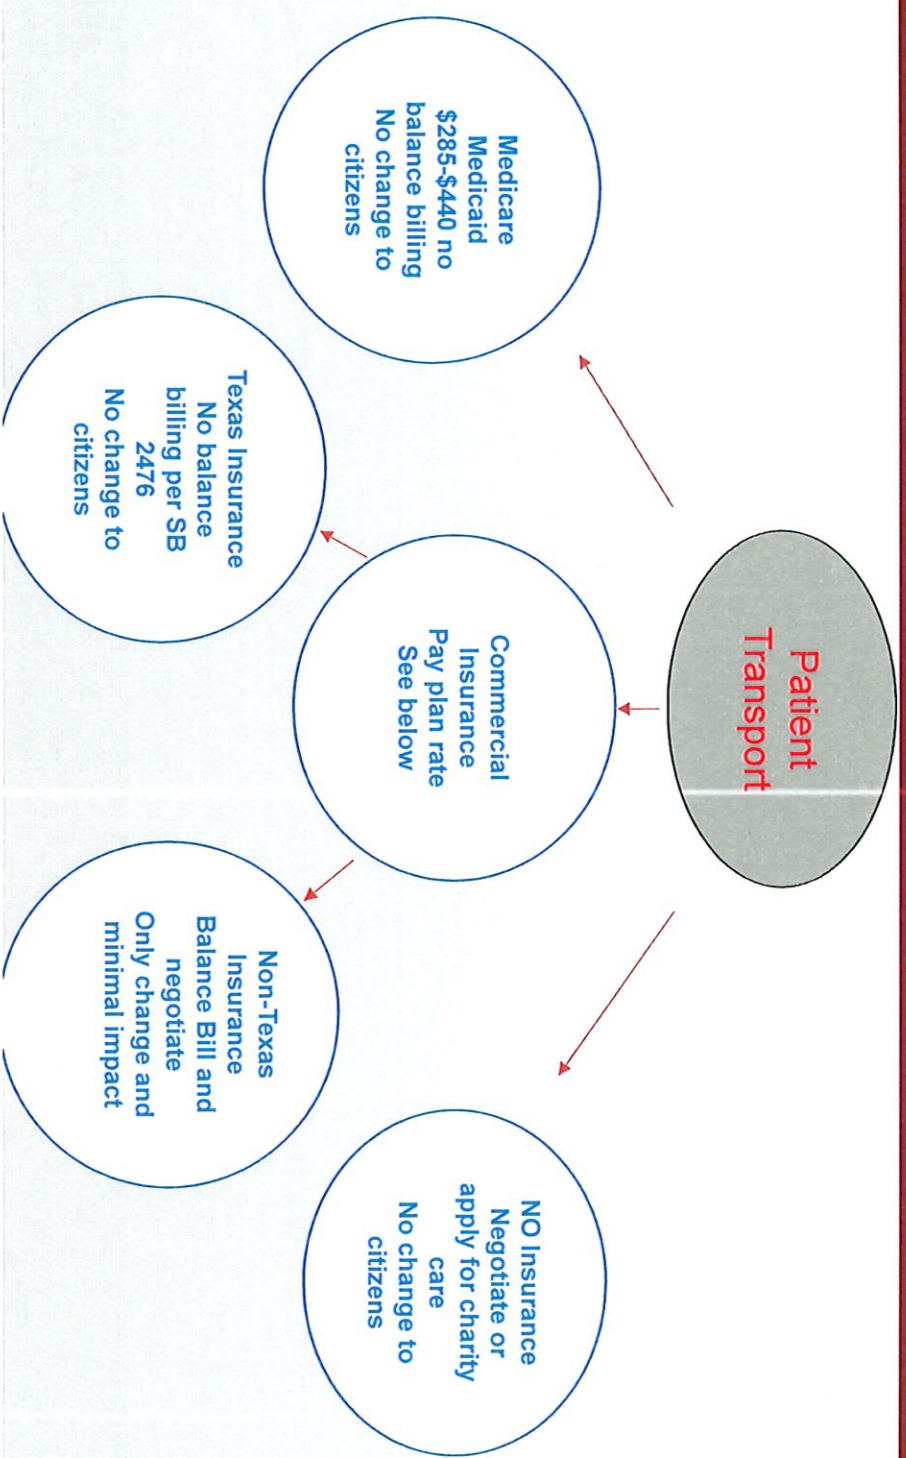 Patient
Transport
Medicare
Medicaid
$285-$440 no
balance billing
No change to
citizens
Commercial
Insurance
Pay plan rate
See below
NO Insurance
Negotiate or
apply for charity
care
No change to
citizens
Texas Insurance
No balance
billing per SB
2476
No change to
citizens
Non-Texas
Insurance
Balance Bill and
negotiate
Only change and
minimal impact